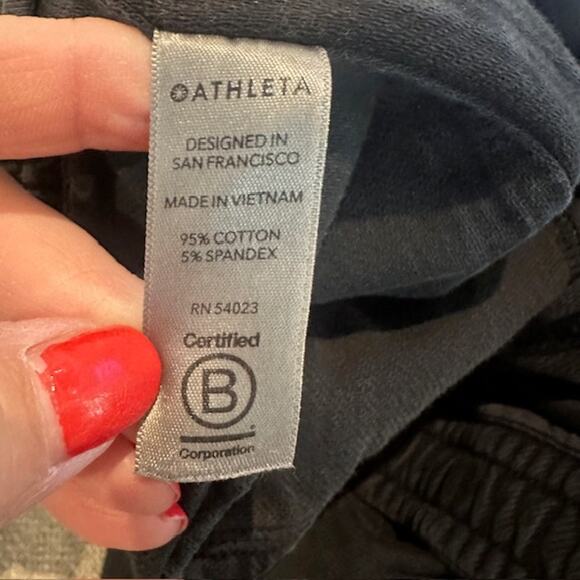 ATHLETA
DESIGNED IN
SAN FRANCISCO
MADE IN VIETNAM
95% COTTON
5% SPANDEX
RN 54023
Certified
B
Corporation